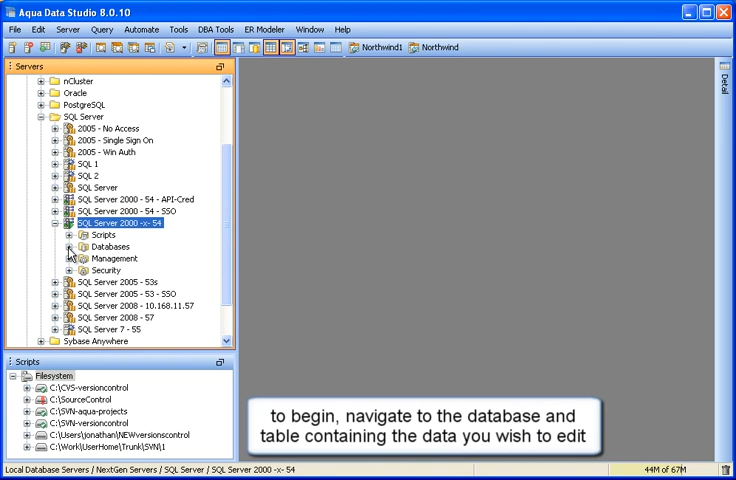 Aqua Data Studio 8.0.10
File Edit Server Query Automate Tools DBA Tools ER Modeler Window Help
Northwind1 Northwind
Servers
nCluster
Oracle
PostgreSQL
SQL Server
2005 - No Access
2005 - Single Sign On
2005 - Win Auth
SQL 1
SQL 2
SQL Server
SQL Server 2000 - 54 - API-Cred
SQL Server 2000 - 54 - SSO
SQL Server 2000 -x- 54
Scripts
Databases
Management
Security
SQL Server 2005 - 53s
SQL Server 2005 - 53 - SSO
SQL Server 2008 - 10.168.11.57
SQL Server 2008 - 57
SQL Server 7 - 55
Sybase Anywhere
Detail
Scripts
Filesystem
C:\CVS-versioncontrol
C:\SourceControl
C:\SVN-aqua-projects
C:\SVN-versioncontrol
C:\Users\jonathan\NEWversionscontrol
C:\Work\UserHome\Trunk\SVN\1
to begin, navigate to the database and
table containing the data you wish to edit
Local Database Servers / NextGen Servers / SQL Server / SQL Server 2000 -x- 54
44M of 67M